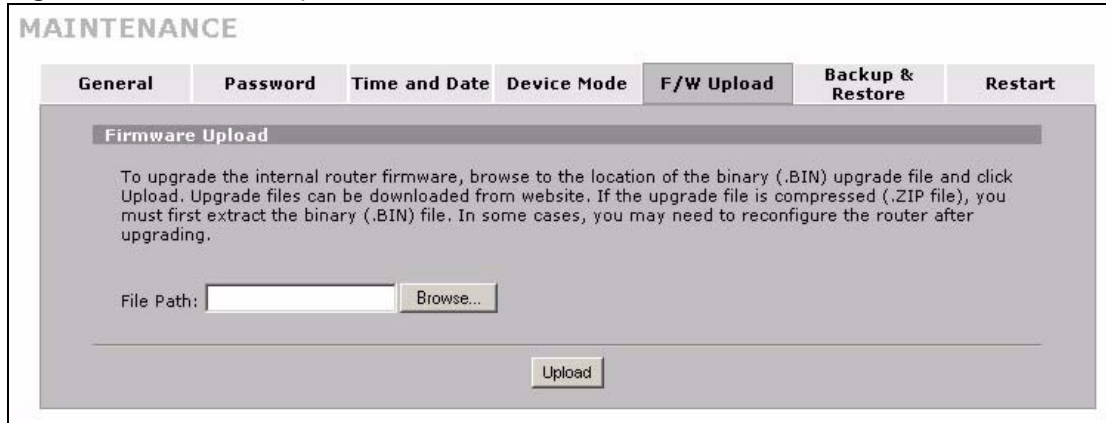 MAINTENANCE
General
Password
Time and Date
Device Mode
F/W Upload
Backup &
Restore
Restart
Firmware Upload
To upgrade the internal router firmware, browse to the location of the binary (.BIN) upgrade file and click
Upload. Upgrade files can be downloaded from website. If the upgrade file is compressed (.ZIP file), you
must first extract the binary (.BIN) file. In some cases, you may need to reconfigure the router after
upgrading.
File Path:
Browse...
Upload